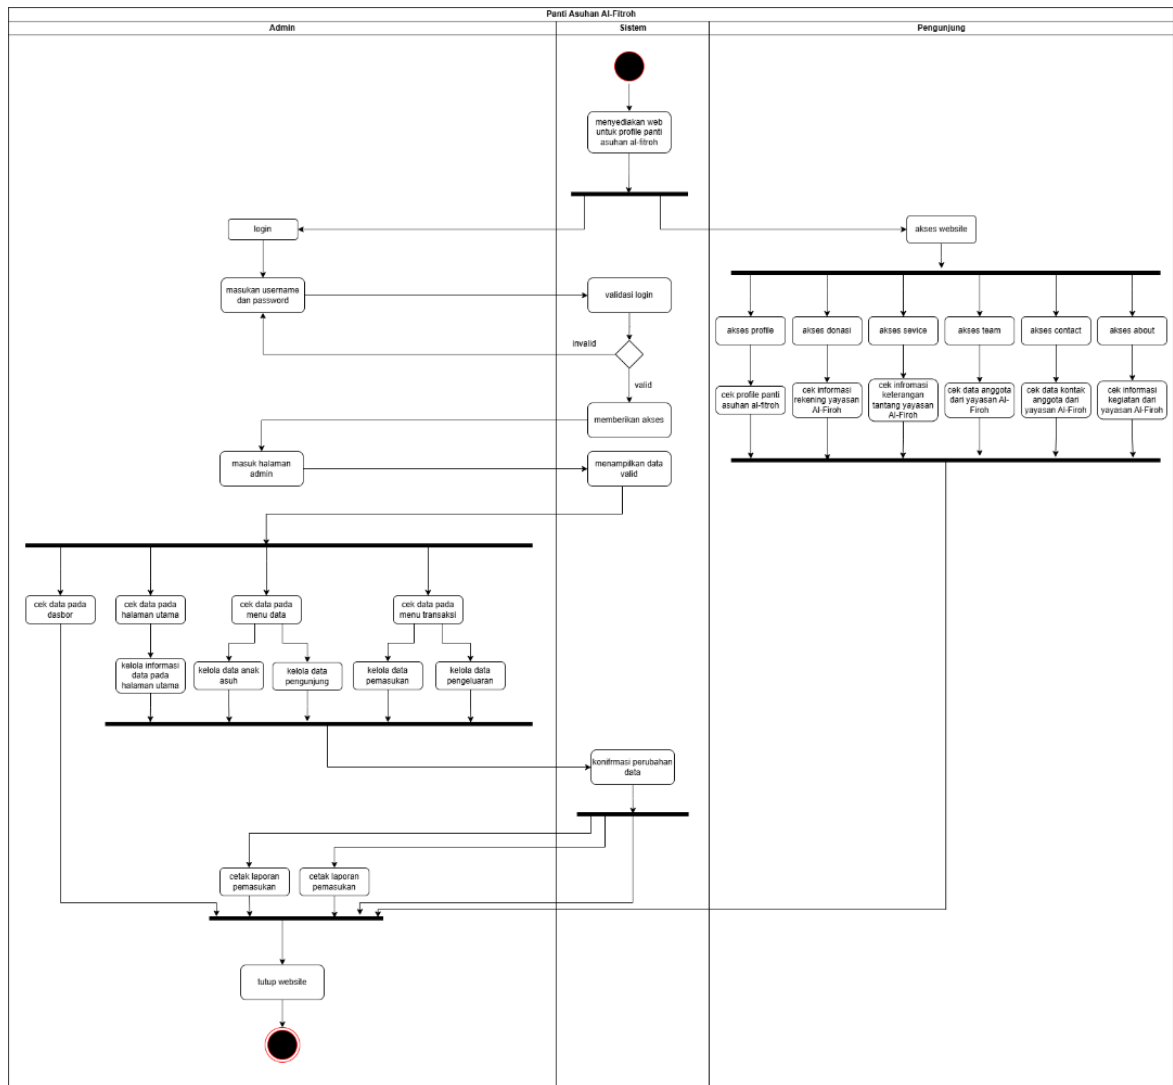 Panti Asuhan Al-Fitroh
Admin
Sistem
Pengunjung
menyediakan web
untuk profile panti
asuhan al-fitroh
login
akses website
masukan username
dan password
validasi login
invalid
valid
akses profile
akses donasi
akses sevice
akses team
akses contact
akses about
cek profile panti
asuhan al-fitroh
cek informasi
rekening yayasan
Al-Firoh
cek infromasi
keterangan
tantang yayasan
Al-Firoh
cek data anggota
dari yayasan Al-
Firoh
cek data kontak
anggota dari
yayasan Al-Firoh
cek informasi
kegiatan dari
yayasan Al-Firoh
memberikan akses
masuk halaman
admin
menampilkan data
valid
cek data pada
dasbor
cek data pada
halaman utama
cek data pada
menu data
cek data pada
menu transaksi
kelola informasi
data pada
halaman utama
kelola data anak
asuh
kelola data
pengunjung
kelola data
pemasukan
kelola data
pengeluaran
konifrmasi perubahan
data
cetak laporan
pemasukan
cetak laporan
pemasukan
tutup website